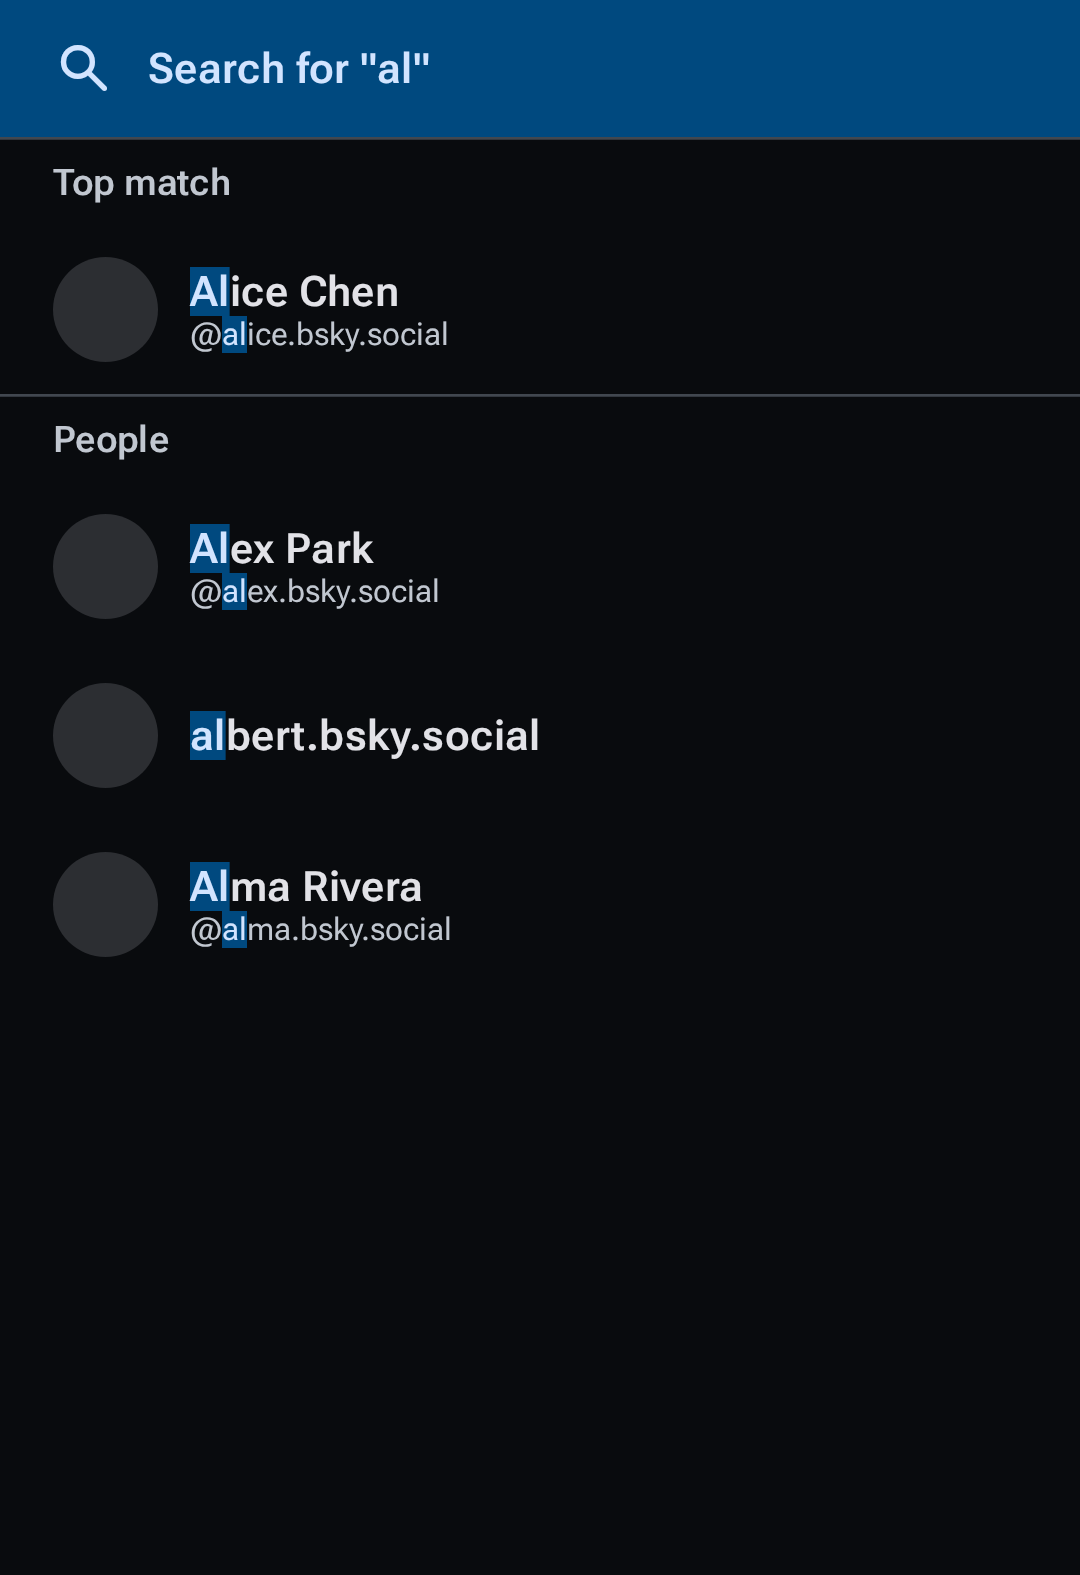 Search for "al"
Top match
Alice Chen
@alice.bsky.social
People
Alex Park
@alex.bsky.social
albert.bsky.social
Alma Rivera
@alma.bsky.social